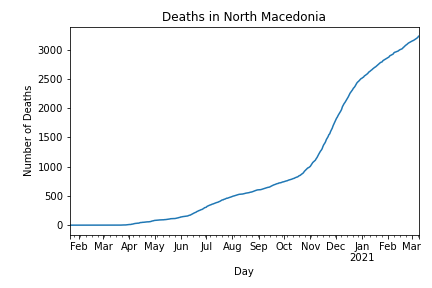 Deaths in North Macedonia
Number of Deaths
3000
2500
2000
1500
1000
500
0
Feb Mar Apr May Jun Jul Aug Sep Oct Nov Dec Jan Feb Mar
2021
Day